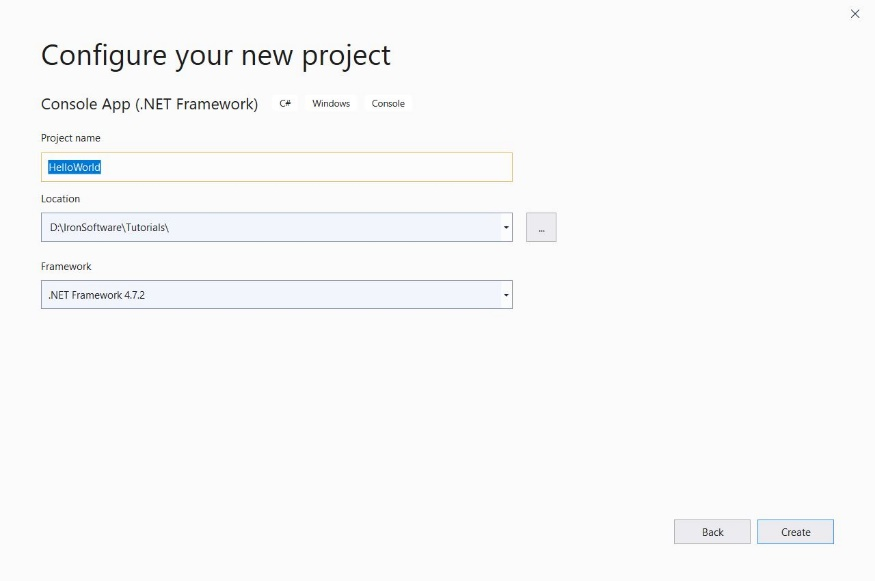 Configure your new project
Console App (.NET Framework) C# Windows Console
Project name
HelloWorld
Location
D:\IronSoftware\Tutorials\
...
Framework
.NET Framework 4.7.2
Back Create